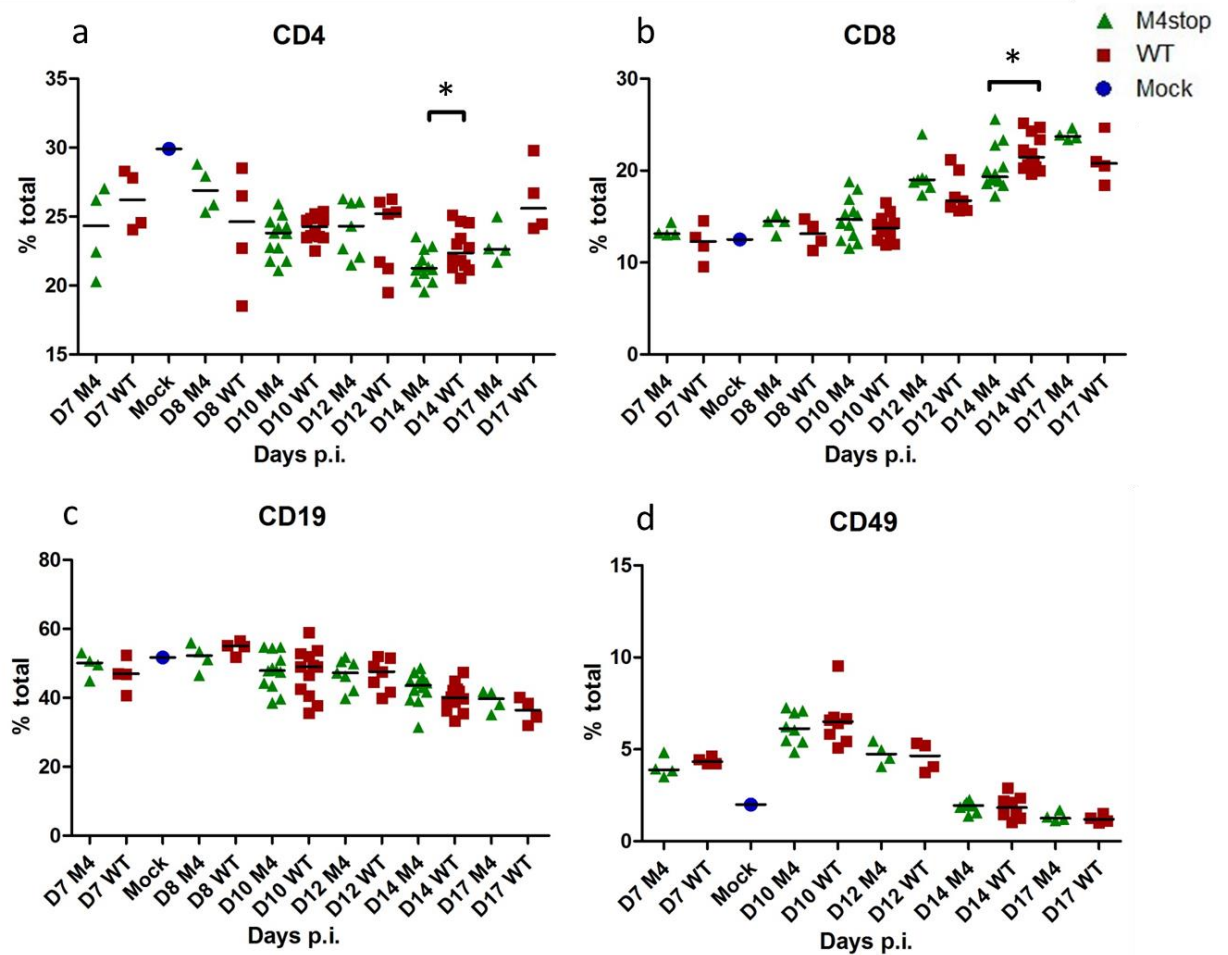 a
CD4
*
% total
35
30
25
20
15
D7 M4
D7 WT
Mock
D8 M4
D8 WT
D10 M4
D10 WT
D12 M4
D12 WT
D14 M4
D14 WT
D17 M4
D17 WT
Days p.i.
b
CD8
*
M4stop
WT
Mock
% total
30
20
10
0
D7 M4
D7 WT
Mock
D8 M4
D8 WT
D10 M4
D10 WT
D12 M4
D12 WT
D14 M4
D14 WT
D17 M4
D17 WT
Days p.i.
c
CD19
% total
80
60
40
20
0
D7 M4
D7 WT
Mock
D8 M4
D8 WT
D10 M4
D10 WT
D12 M4
D12 WT
D14 M4
D14 WT
D17 M4
D17 WT
Days p.i.
d
CD49
% total
15
10
5
0
D7 M4
D7 WT
Mock
D10 M4
D10 WT
D12 M4
D12 WT
D14 M4
D14 WT
D17 M4
D17 WT
Days p.i.